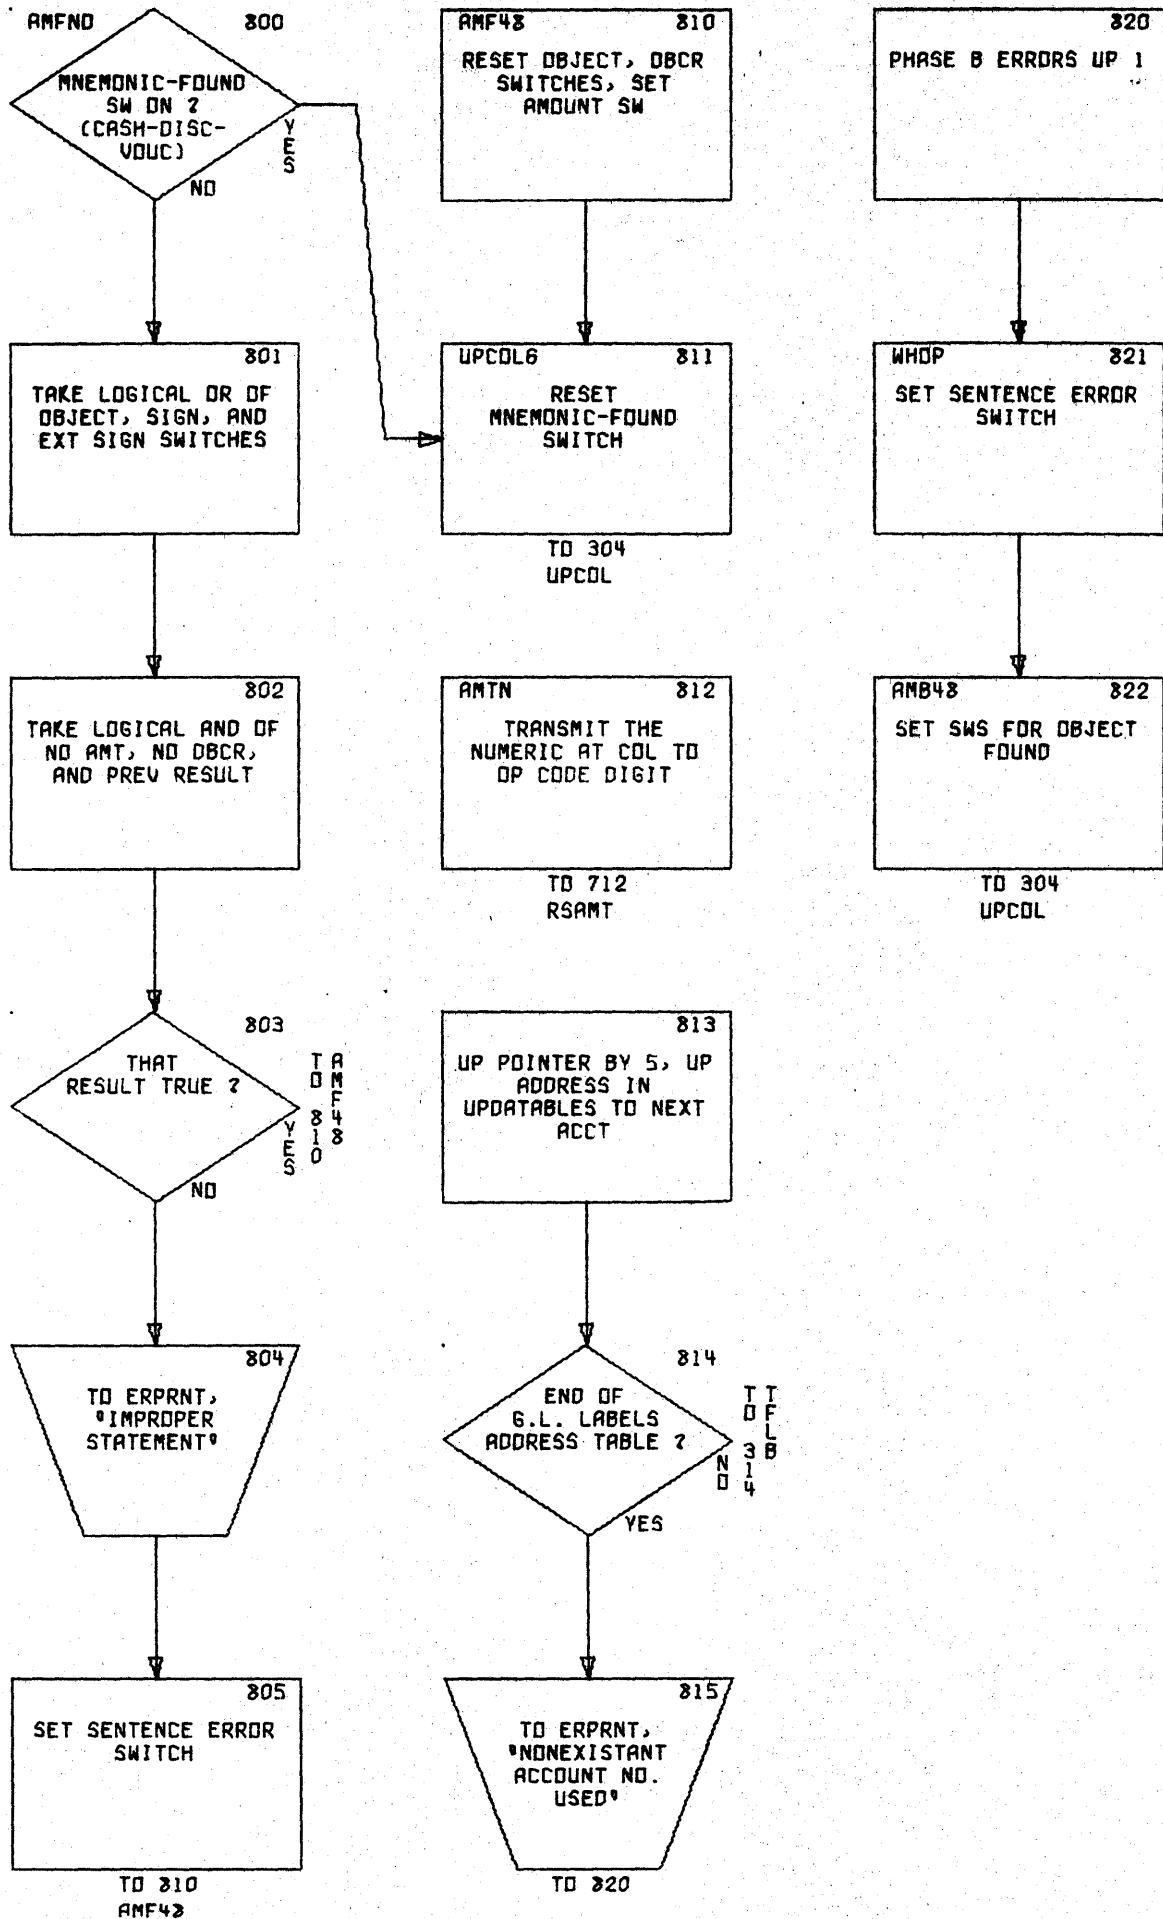 AMFND 800
MNEMONIC-FOUND
SW ON ?
(CASH-DISC-
VOUC)
YES
NO
801
TAKE LOGICAL OR OF
OBJECT, SIGN, AND
EXT SIGN SWITCHES
802
TAKE LOGICAL AND OF
NO AMT, NO DBCR,
AND PREV RESULT
803
THAT
RESULT TRUE ?
YES
TO 810
AMF48
NO
804
TO ERPRNT,
'IMPROPER
STATEMENT'
805
SET SENTENCE ERROR
SWITCH
TO 810
AMF48
AMF48 810
RESET OBJECT, DBCR
SWITCHES, SET
AMOUNT SW
UPCOL6 811
RESET
MNEMONIC-FOUND
SWITCH
TO 304
UPCOL
AMTN 812
TRANSMIT THE
NUMERIC AT COL TO
OP CODE DIGIT
TO 712
RSAMT
813
UP POINTER BY 5, UP
ADDRESS IN
UPDATABLES TO NEXT
ACCT
814
END OF
G.L. LABELS
ADDRESS TABLE ?
NO
TO 314
TFLB
YES
815
TO ERPRNT,
'NONEXISTANT
ACCOUNT NO.
USED'
TO 820
820
PHASE B ERRORS UP 1
WHOP 821
SET SENTENCE ERROR
SWITCH
AMB48 822
SET SWS FOR OBJECT
FOUND
TO 304
UPCOL